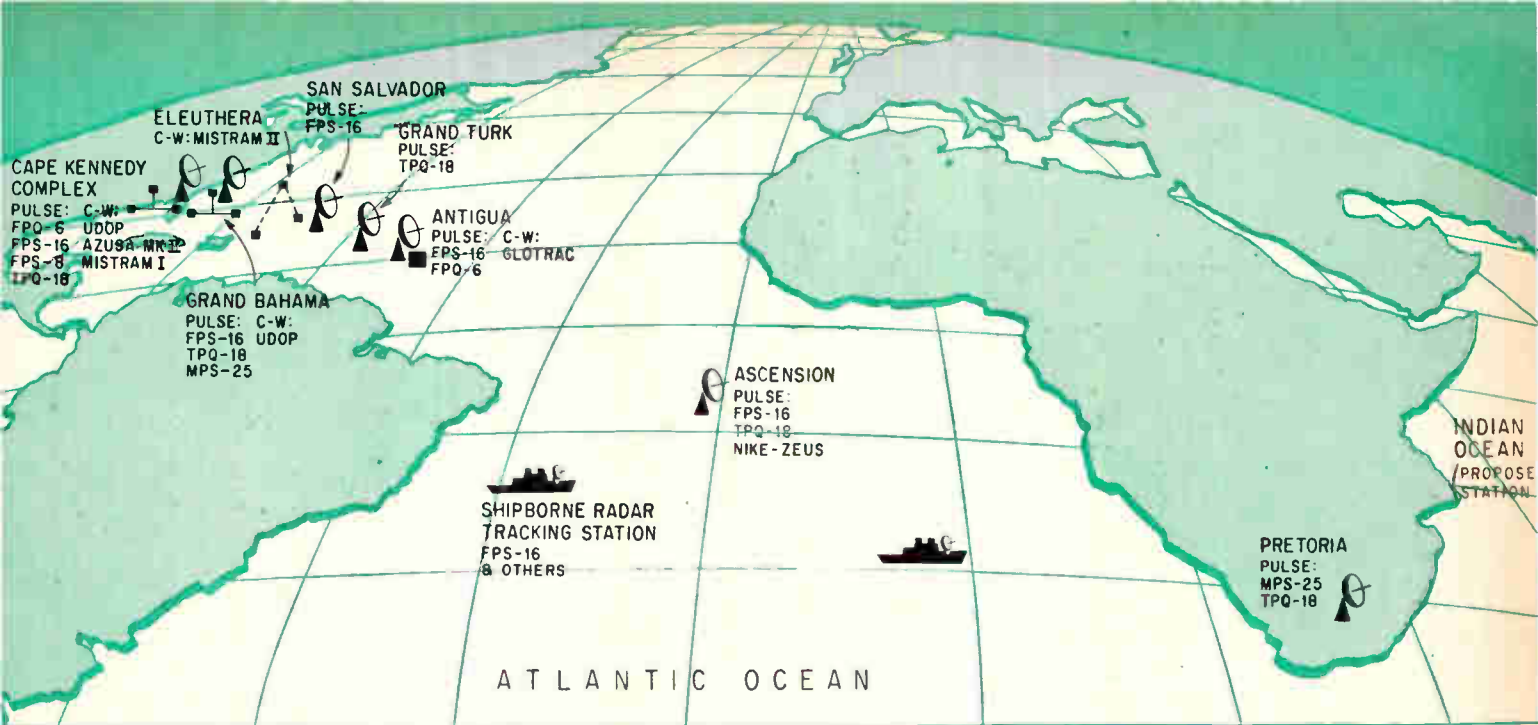 SAN SALVADOR
PULSE:
FPS-16
ELEUTHERA
C-W: MISTRAM II
GRAND TURK
PULSE:
TPQ-18
CAPE KENNEDY
COMPLEX
PULSE: C-W:
FPQ-6 UDOP
FPS-16 AZUSA MK II
FPS-8 MISTRAM I
TPQ-18
ANTIGUA
PULSE: C-W:
FPS-16 GLOTRAC
FPQ-6
GRAND BAHAMA
PULSE: C-W:
FPS-16 UDOP
TPQ-18
MPS-25
ASCENSION
PULSE:
FPS-16
TPQ-18
NIKE-ZEUS
INDIAN
OCEAN
(PROPOSE
STATION
SHIPBORNE RADAR
TRACKING STATION
FPS-16
& OTHERS
PRETORIA
PULSE:
MPS-25
TPQ-18
ATLANTIC OCEAN